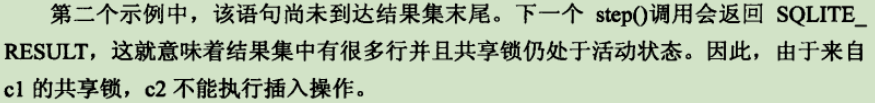 第二个示例中，该语句尚未到达结果集末尾。下一个 step()调用会返回 SQLITE_
RESULT，这就意味着结果集中有很多行并且共享锁仍处于活动状态。因此，由于来自
c1 的共享锁，c2 不能执行插入操作。